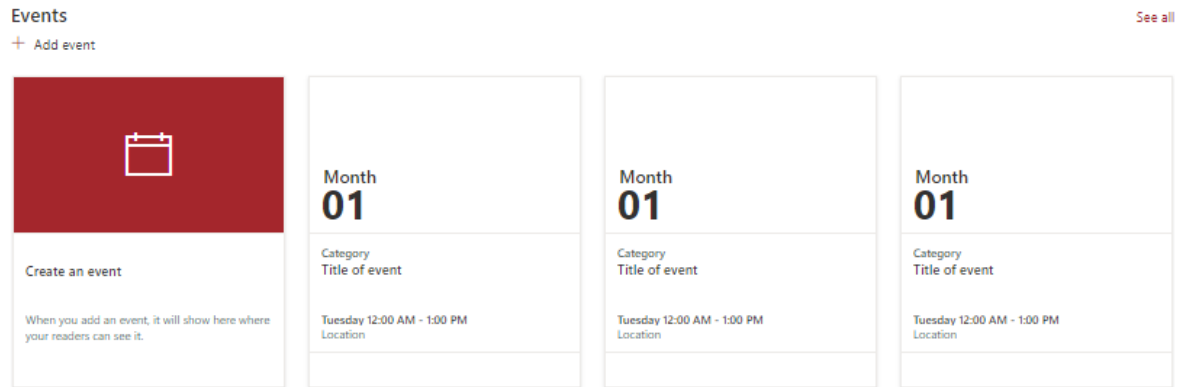 Events
See all
+ Add event
Create an event
When you add an event, it will show here where
your readers can see it.
Month
01
Category
Title of event
Tuesday 12:00 AM - 1:00 PM
Location
Month
01
Category
Title of event
Tuesday 12:00 AM - 1:00 PM
Location
Month
01
Category
Title of event
Tuesday 12:00 AM - 1:00 PM
Location